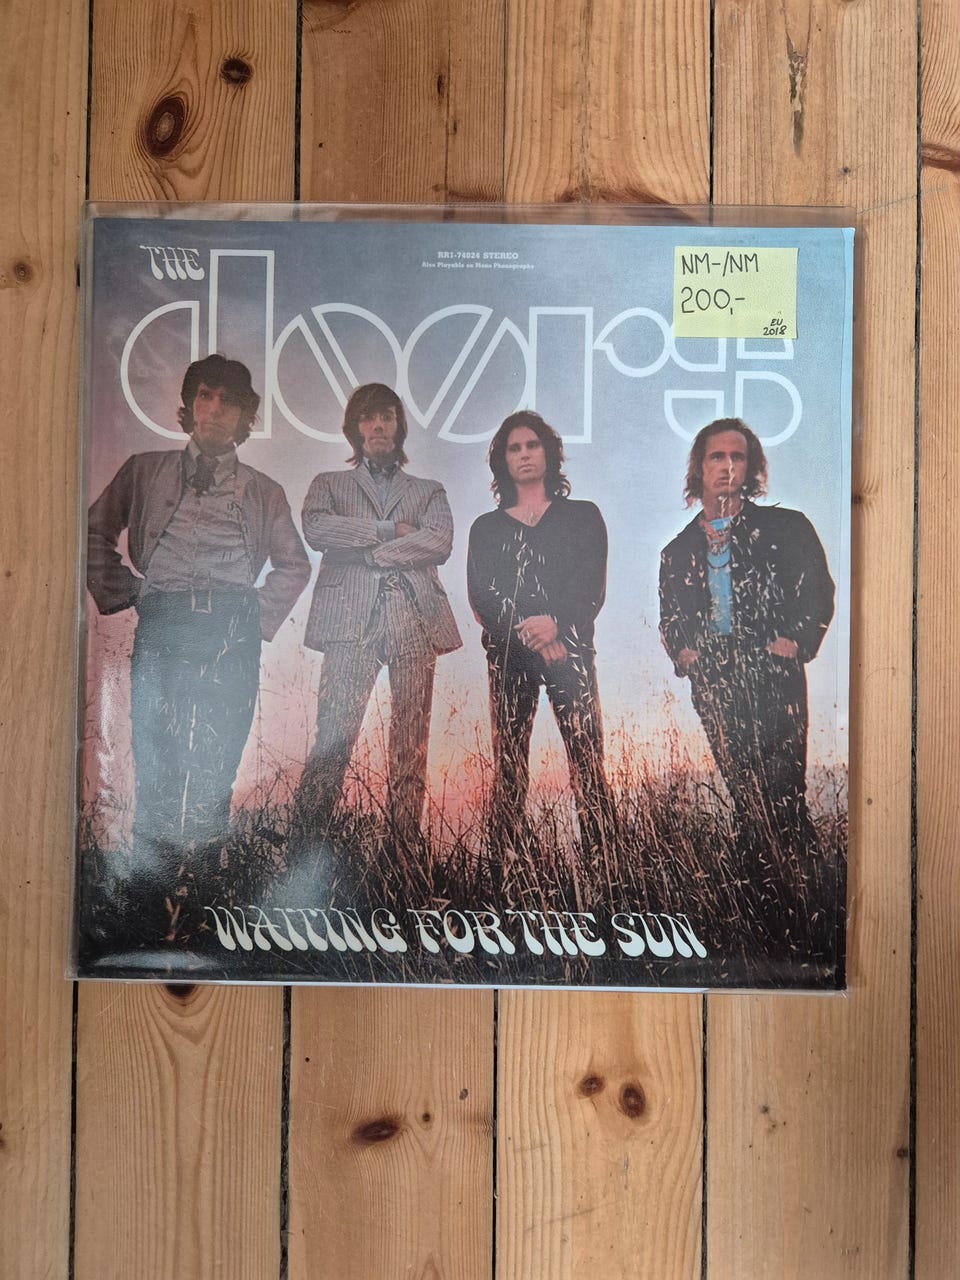 THE
doors
RR1-74024 STEREO
Also Playable on Mono Phonographs
NM-/NM
200,-
EU
2018
WAITING FOR THE SUN